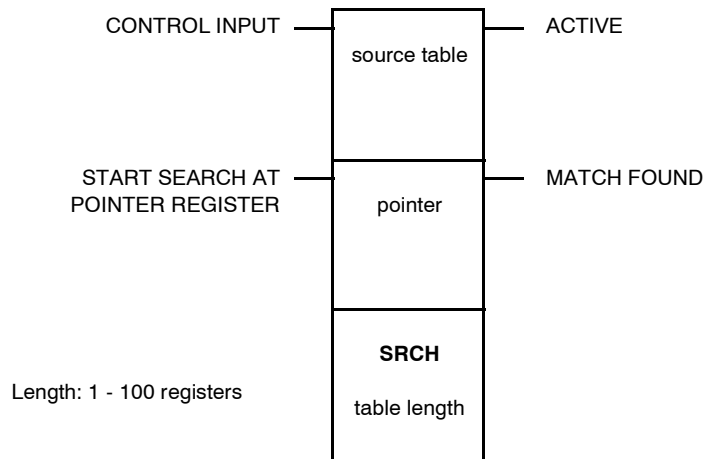 CONTROL INPUT
ACTIVE
source table
START SEARCH AT
POINTER REGISTER
MATCH FOUND
pointer
SRCH
Length: 1 - 100 registers
table length